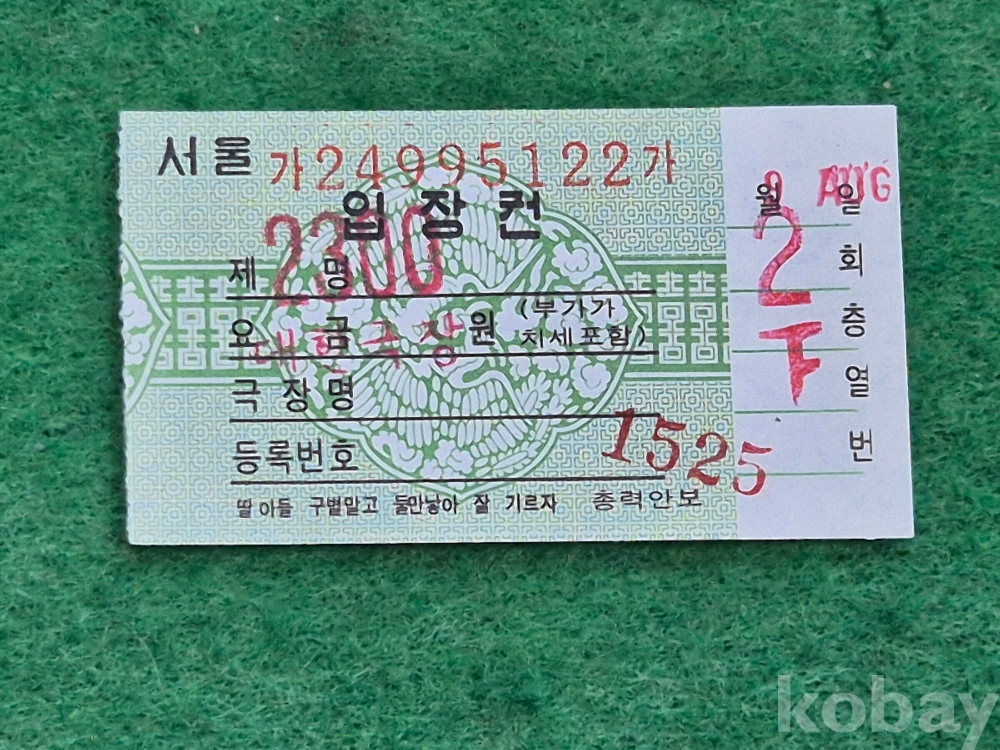 서울 가24995122가
입장권
2300
제 명
요 금 원 (부가가치세포함)
대한극장
극장명
등록번호
1525
딸아들 구별말고 둘만낳아 잘 기르자 총력안보
월 일
AUG
2 회
층
열
번
kobay